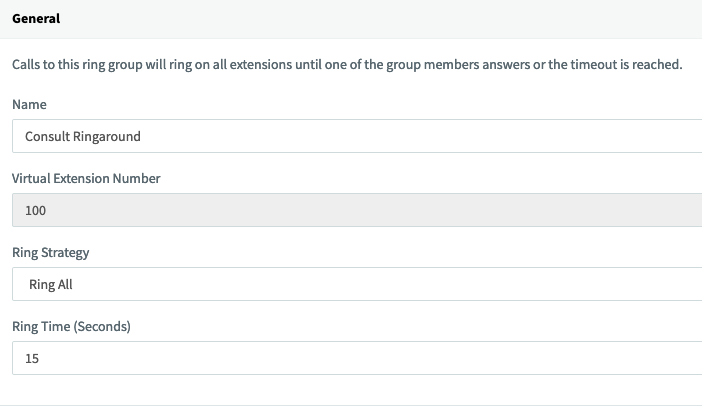 General
Calls to this ring group will ring on all extensions until one of the group members answers or the timeout is reached.
Name
Consult Ringaround
Virtual Extension Number
100
Ring Strategy
Ring All
Ring Time (Seconds)
15